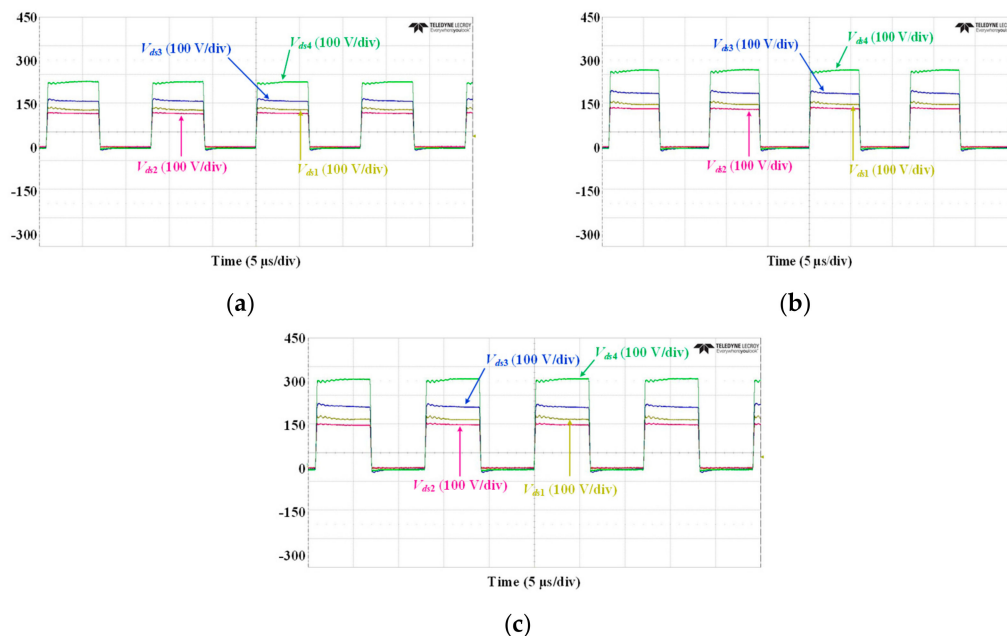 450
TELEDYNE LECROY
Everywhereyoulook
Vds3 (100 V/div)
Vds4 (100 V/div)
300
150
0
Vds2 (100 V/div)
Vds1 (100 V/div)
-150
-300
Time (5 µs/div)
(a)
450
TELEDYNE LECROY
Everywhereyoulook
Vds3 (100 V/div)
Vds4 (100 V/div)
300
150
0
Vds2 (100 V/div)
Vds1 (100 V/div)
-150
-300
Time (5 µs/div)
(b)
450
TELEDYNE LECROY
Everywhereyoulook
Vds3 (100 V/div)
Vds4 (100 V/div)
300
150
0
Vds2 (100 V/div)
Vds1 (100 V/div)
-150
-300
Time (5 µs/div)
(c)